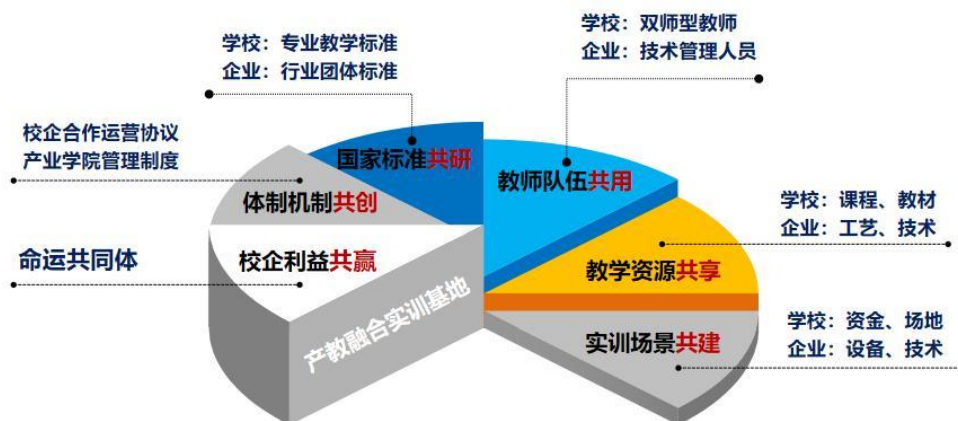 学校：专业教学标准
企业：行业团体标准
学校：双师型教师
企业：技术管理人员
校企合作运营协议
产业学院管理制度
国家标准共研
教师队伍共用
体制机制共创
学校：课程、教材
企业：工艺、技术
命运共同体
校企利益共赢
教学资源共享
产教融合实训基地
实训场景共建
学校：资金、场地
企业：设备、技术